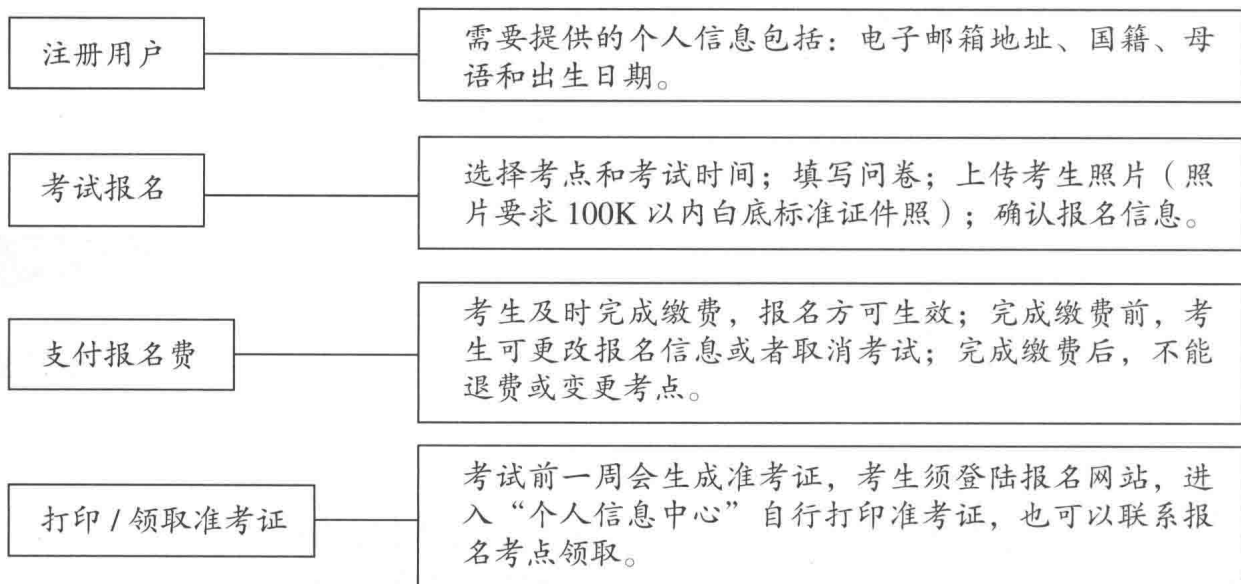 注册用户
需要提供的个人信息包括：电子邮箱地址、国籍、母
语和出生日期。
考试报名
选择考点和考试时间；填写问卷；上传考生照片（照
片要求 100K 以内白底标准证件照）；确认报名信息。
支付报名费
考生及时完成缴费，报名方可生效；完成缴费前，考
生可更改报名信息或者取消考试；完成缴费后，不能
退费或变更考点。
打印 / 领取准考证
考试前一周会生成准考证，考生须登陆报名网站，进
入“个人信息中心”自行打印准考证，也可以联系报
名考点领取。